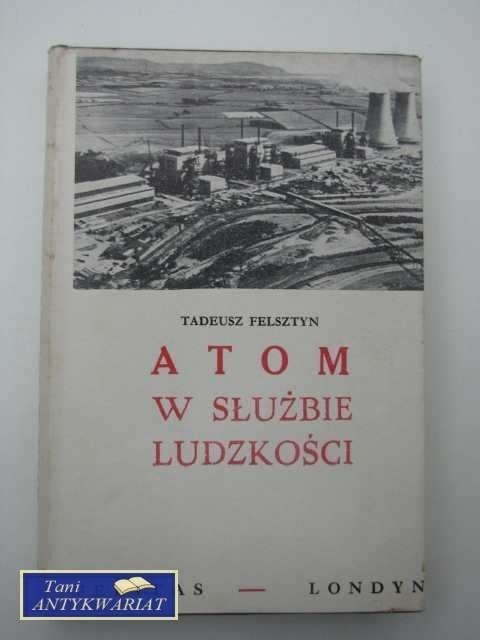 TADEUSZ FELSZTYN
ATOM
W SŁUŻBIE
LUDZKOŚCI
AS — LONDYN
Tani
ANTYKWARIAT